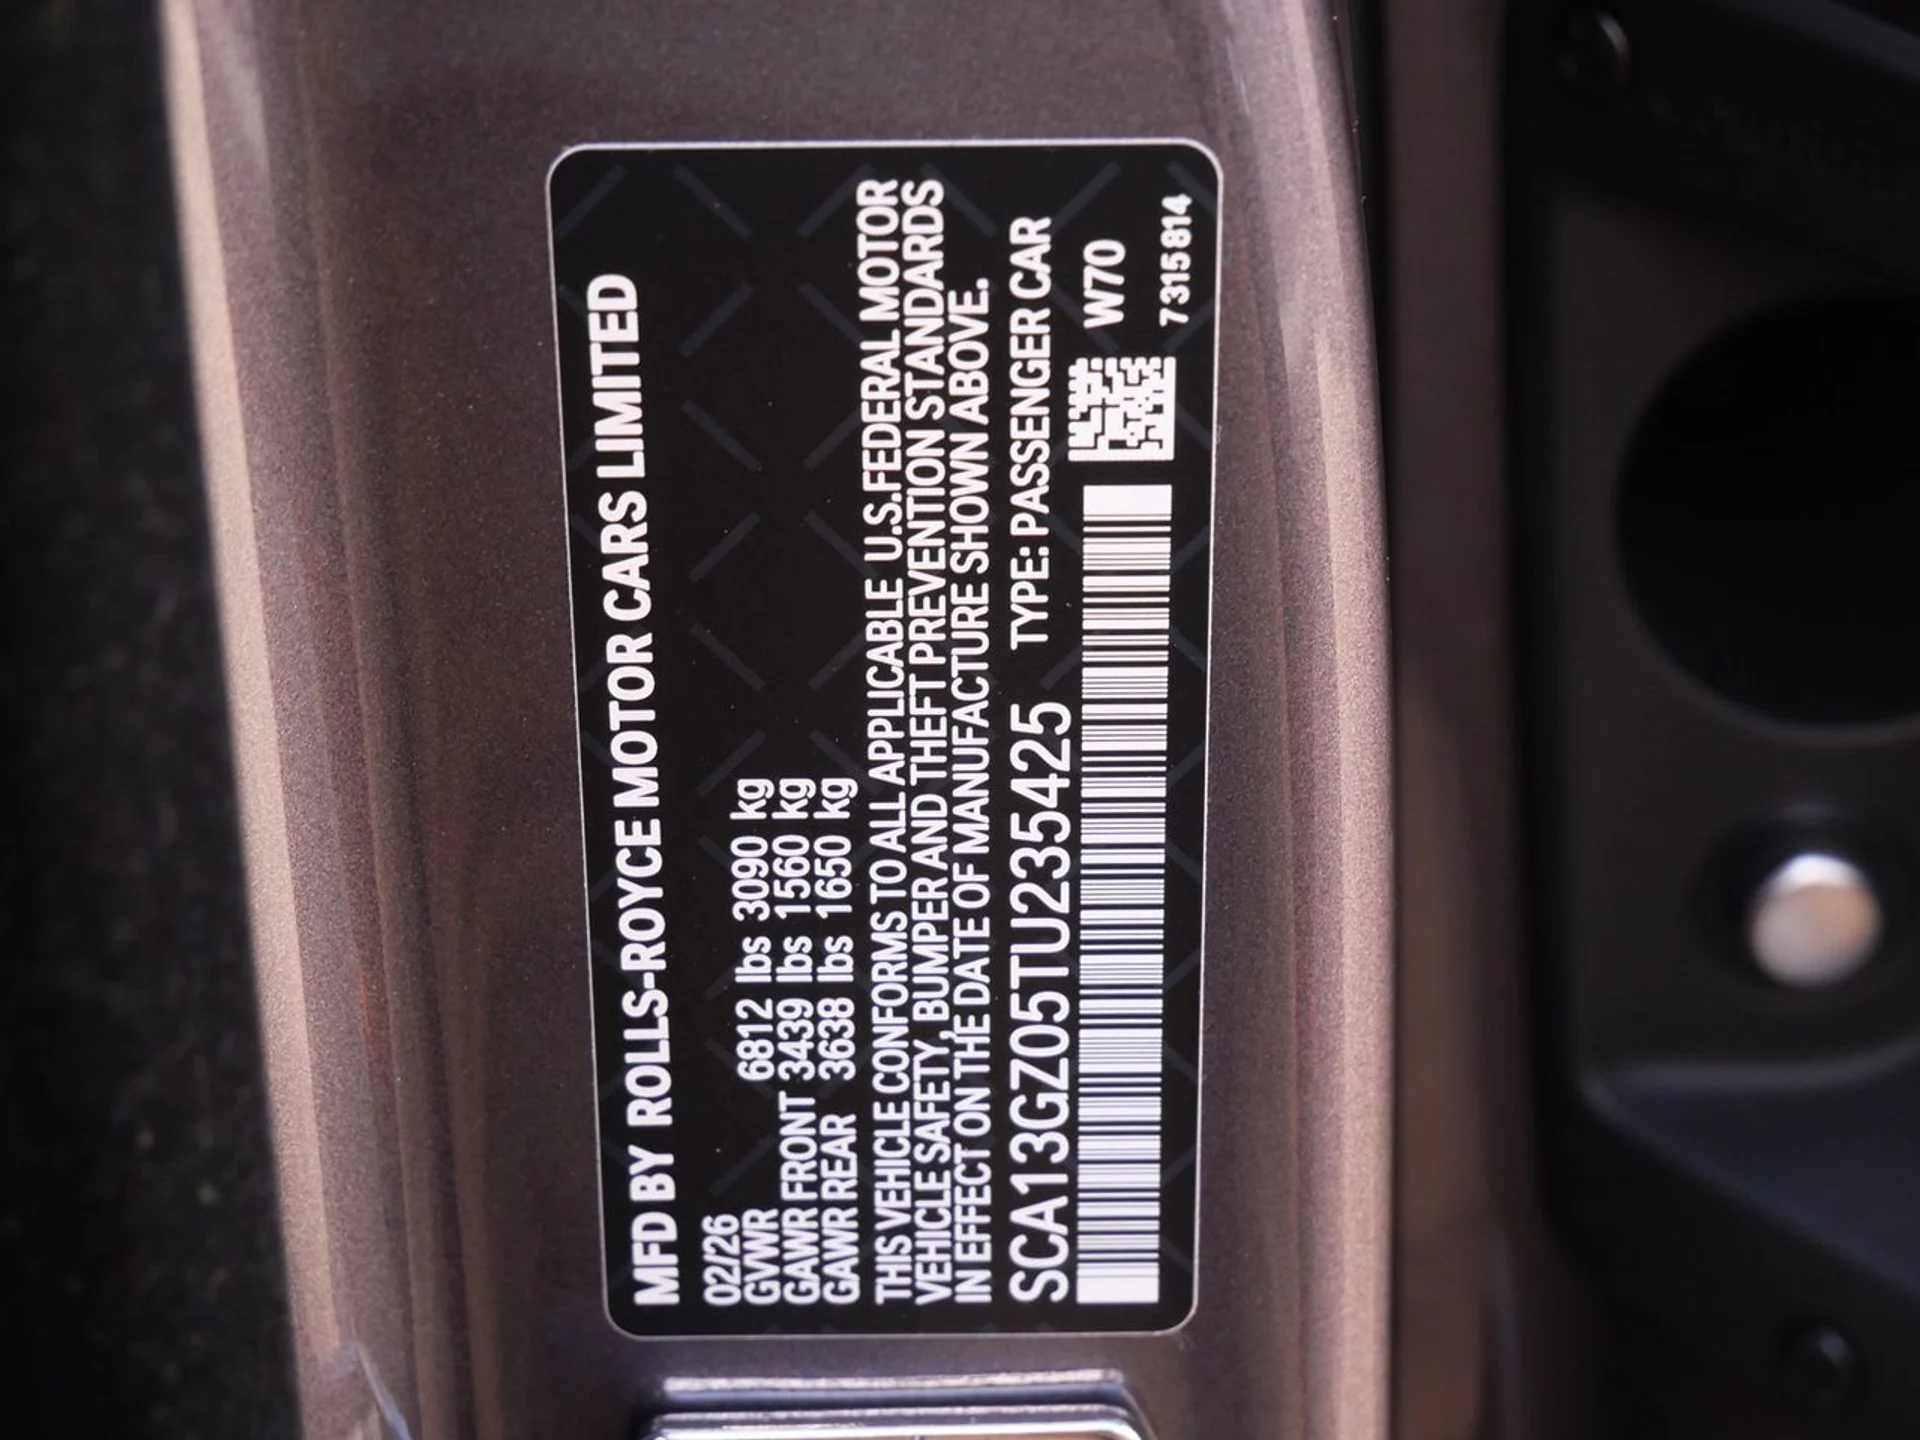 MFD BY ROLLS-ROYCE MOTOR CARS LIMITED
02/26
GVWR 6812 lbs 3090 kg
GAWR FRONT 3439 lbs 1560 kg
GAWR REAR 3638 lbs 1650 kg
THIS VEHICLE CONFORMS TO ALL APPLICABLE U.S.FEDERAL MOTOR
VEHICLE SAFETY, BUMPER AND THEFT PREVENTION STANDARDS
IN EFFECT ON THE DATE OF MANUFACTURE SHOWN ABOVE.
SCA13GZ05TU235425 TYPE: PASSENGER CAR
W70
7315814